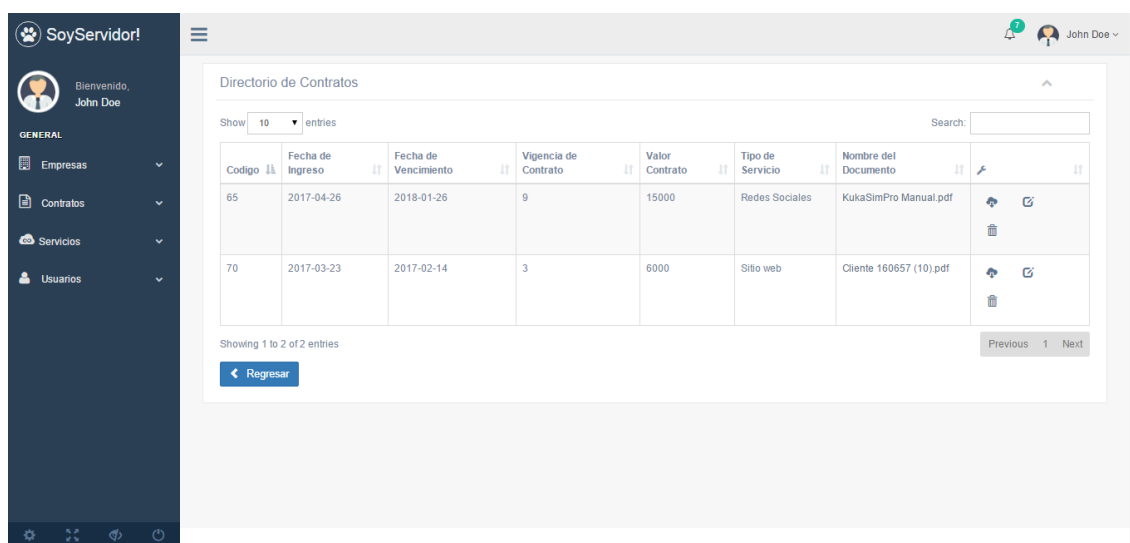 SoyServidor!
7
John Doe
Bienvenido,
John Doe
GENERAL
Empresas
Contratos
Servicios
Usuarios
Directorio de Contratos
Show 10 entries
Search:
Codigo
Fecha de Ingreso
Fecha de Vencimiento
Vigencia de Contrato
Valor Contrato
Tipo de Servicio
Nombre del Documento
65 2017-04-26 2018-01-26 9 15000 Redes Sociales KukaSimPro Manual.pdf
70 2017-03-23 2017-02-14 3 6000 Sitio web Cliente 160657 (10).pdf
Showing 1 to 2 of 2 entries
Previous 1 Next
Regresar